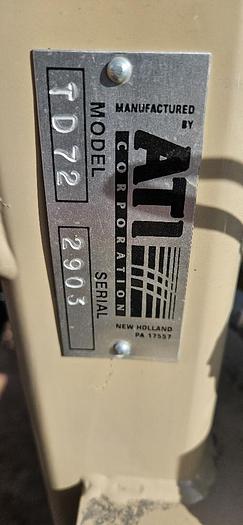 MANUFACTURED
BY
ATI
CORPORATION
NEW HOLLAND
PA 17557
MODEL
TD72
SERIAL
2903